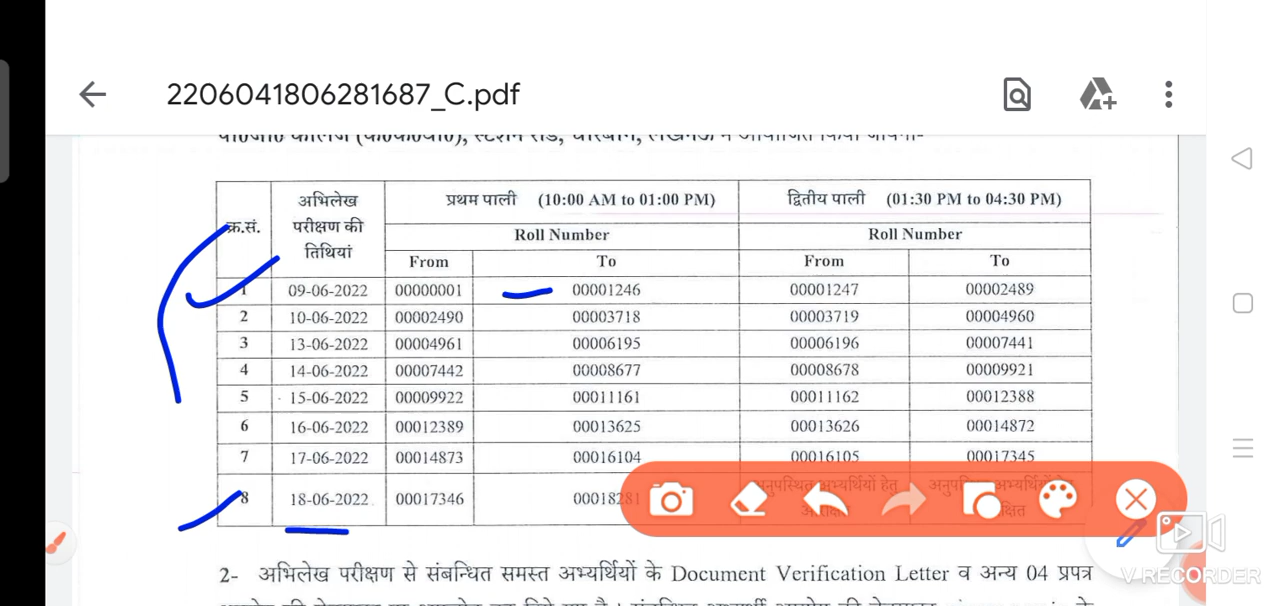 2206041806281687_C.pdf
क्र.सं. अभिलेख परीक्षण की तिथियां प्रथम पाली (10:00 AM to 01:00 PM) द्वितीय पाली (01:30 PM to 04:30 PM)
Roll Number Roll Number
From To From To
1 09-06-2022 00000001 00001246 00001247 00002489
2 10-06-2022 00002490 00003718 00003719 00004960
3 13-06-2022 00004961 00006195 00006196 00007441
4 14-06-2022 00007442 00008677 00008678 00009921
5 15-06-2022 00009922 00011161 00011162 00012388
6 16-06-2022 00012389 00013625 00013626 00014872
7 17-06-2022 00014873 00016104 00016105 00017345
8 18-06-2022 00017346 00018281 अनुपस्थित अभ्यर्थियों हेतु
2- अभिलेख परीक्षण से संबन्धित समस्त अभ्यर्थियों के Document Verification Letter व अन्य 04 प्रपत्र
V RECORDER